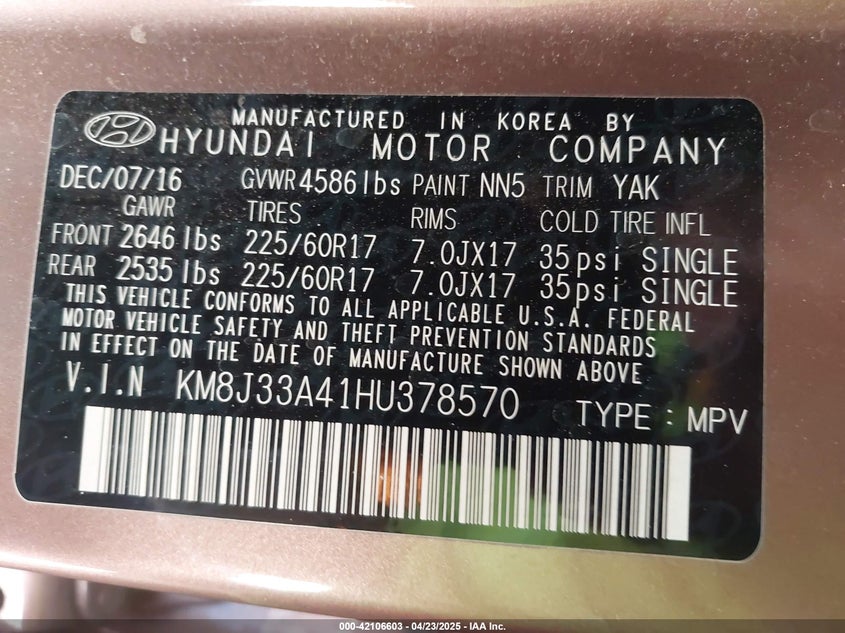 MANUFACTURED IN KOREA BY
HYUNDAI MOTOR COMPANY
DEC/07/16 GVWR 4586lbs PAINT NN5 TRIM YAK
GAWR TIRES RIMS COLD TIRE INFL
FRONT 2646 lbs 225/60R17 7.0JX17 35psi SINGLE
REAR 2535 lbs 225/60R17 7.0JX17 35psi SINGLE
THIS VEHICLE CONFORMS TO ALL APPLICABLE U.S.A. FEDERAL
MOTOR VEHICLE SAFETY AND THEFT PREVENTION STANDARDS
IN EFFECT ON THE DATE OF MANUFACTURE SHOWN ABOVE
V.I.N KM8J33A41HU378570 TYPE : MPV
000-42106603 - 04/23/2025 - IAA Inc.